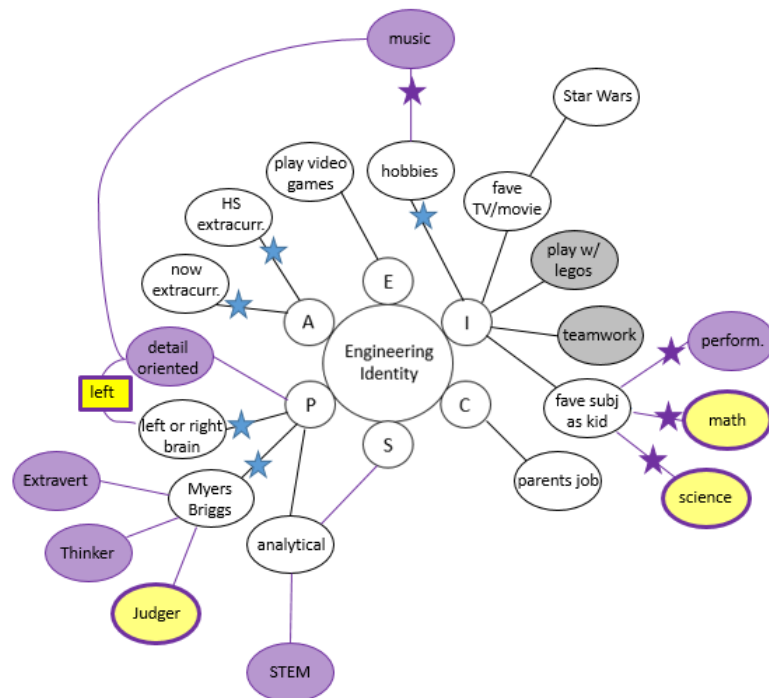 music
Star Wars
play video
games
hobbies
fave
TV/movie
HS
extracurr.
play w/
legos
now
extracurr.
E
A
I
teamwork
perform.
detail
oriented
Engineering
Identity
left
P
C
fave subj
as kid
math
left or right
brain
S
Extravert
Myers
Briggs
parents job
science
analytical
Thinker
Judger
STEM